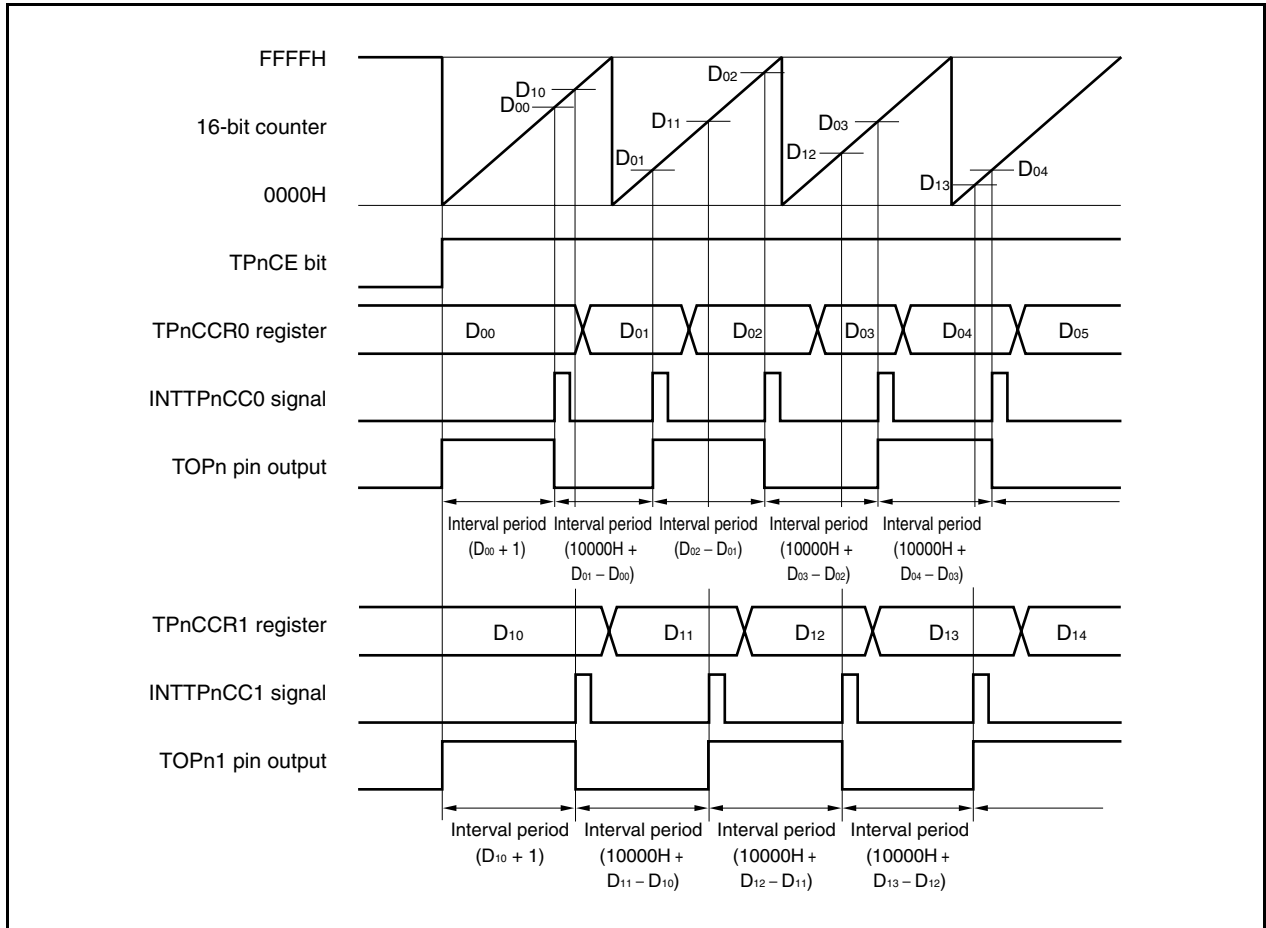 FFFFH
16-bit counter
0000H
D10
D00
D01
D11
D02
D12
D03
D13
D04
TPnCE bit
TPnCCR0 register
D00
D01
D02
D03
D04
D05
INTTPnCC0 signal
TOPn pin output
Interval period
(D00 + 1)
Interval period
(10000H +
D01 – D00)
Interval period
(D02 – D01)
Interval period
(10000H +
D03 – D02)
Interval period
(10000H +
D04 – D03)
TPnCCR1 register
D10
D11
D12
D13
D14
INTTPnCC1 signal
TOPn1 pin output
Interval period
(D10 + 1)
Interval period
(10000H +
D11 – D10)
Interval period
(10000H +
D12 – D11)
Interval period
(10000H +
D13 – D12)